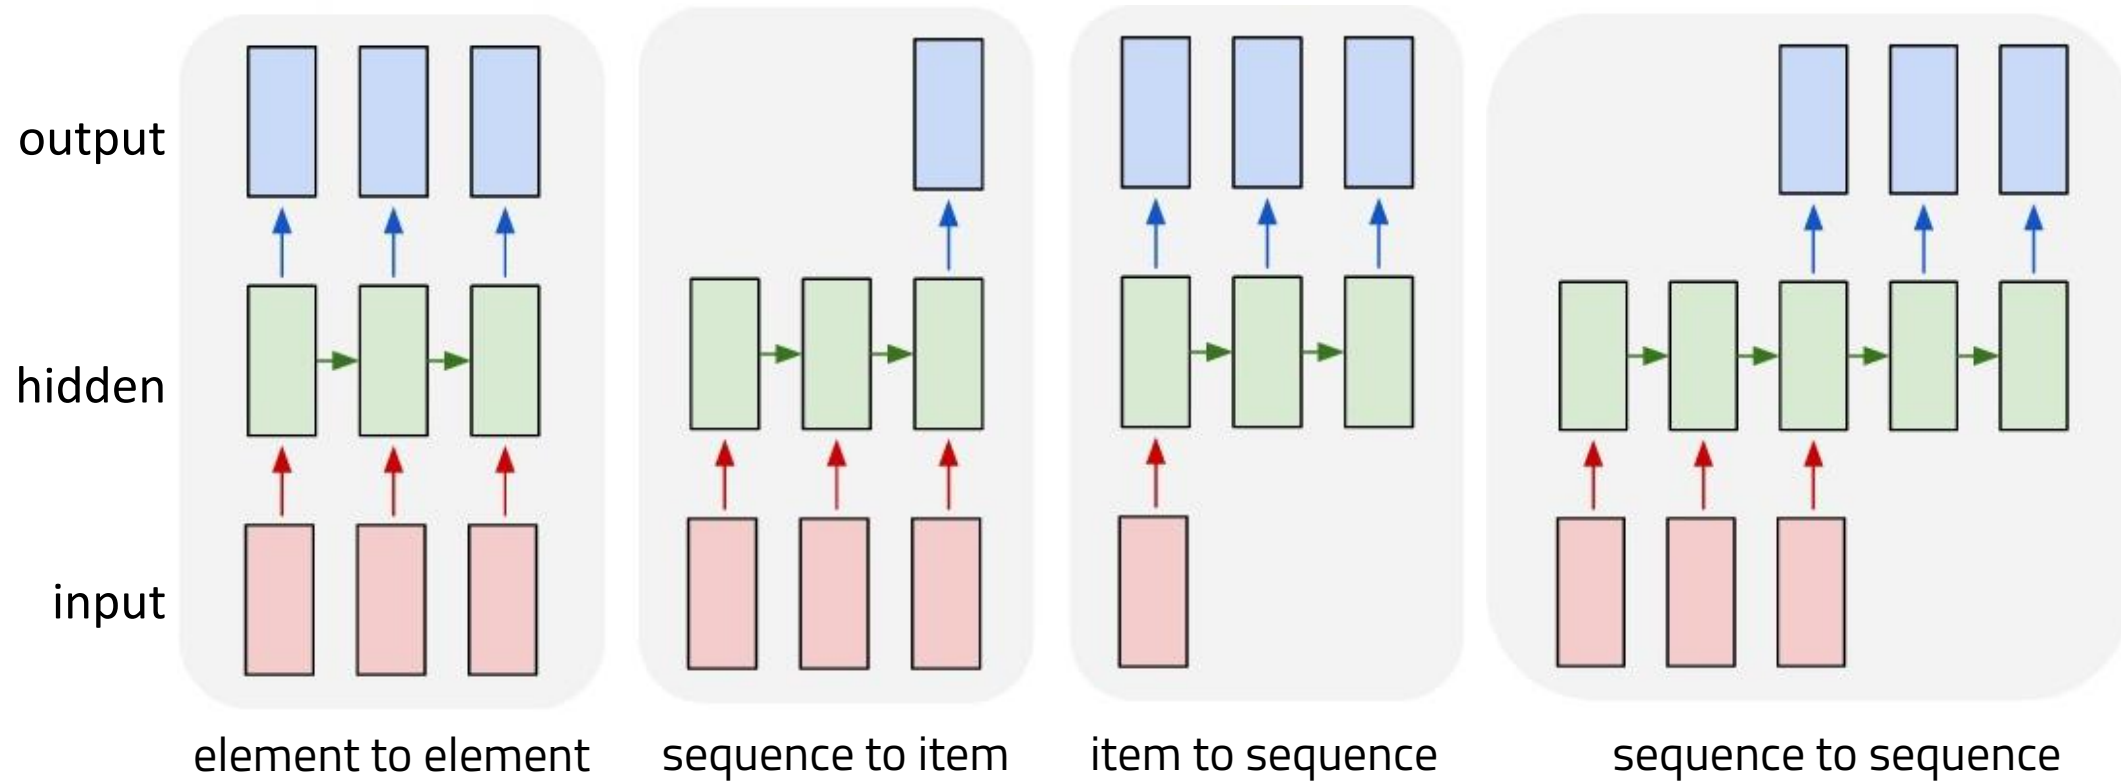 output
hidden
input
element to element
sequence to item
item to sequence
sequence to sequence